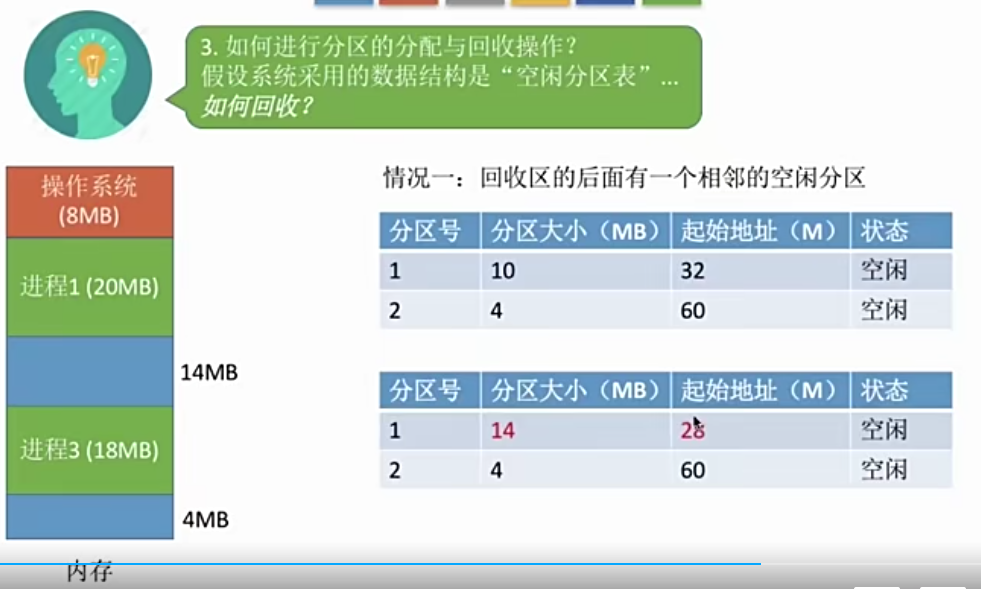 3. 如何进行分区的分配与回收操作？
假设系统采用的数据结构是“空闲分区表”...
如何回收？
操作系统
(8MB)
进程1 (20MB)
14MB
进程3 (18MB)
4MB
内存
情况一：回收区的后面有一个相邻的空闲分区
分区号 分区大小（MB） 起始地址（M） 状态
1 10 32 空闲
2 4 60 空闲
分区号 分区大小（MB） 起始地址（M） 状态
1 14 28 空闲
2 4 60 空闲